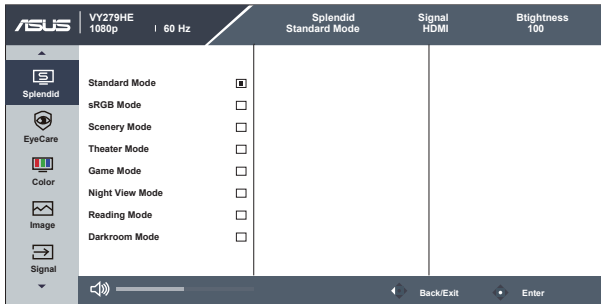 ASUS
VY279HE
1080p | 60 Hz
Splendid
Standard Mode
Signal
HDMI
Btightness
100
S
Splendid
EyeCare
Color
Image
Signal
Standard Mode
sRGB Mode
Scenery Mode
Theater Mode
Game Mode
Night View Mode
Reading Mode
Darkroom Mode
Back/Exit
Enter